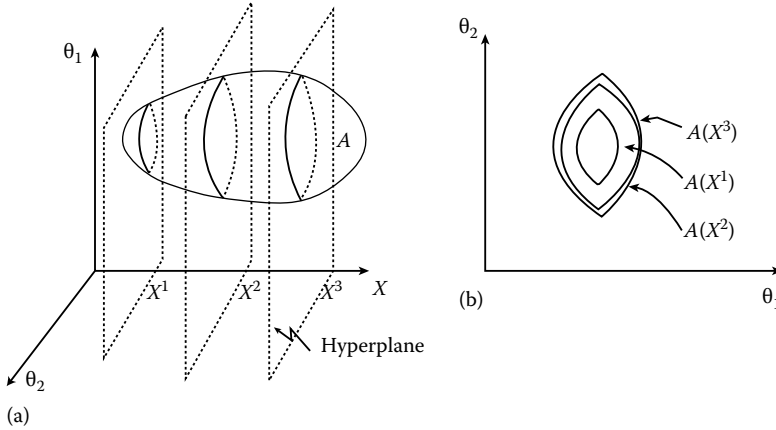 θ1
A
X¹
X²
X³
X
Hyperplane
θ2
(a)
θ2
A(X³)
A(X¹)
A(X²)
(b)
θ1